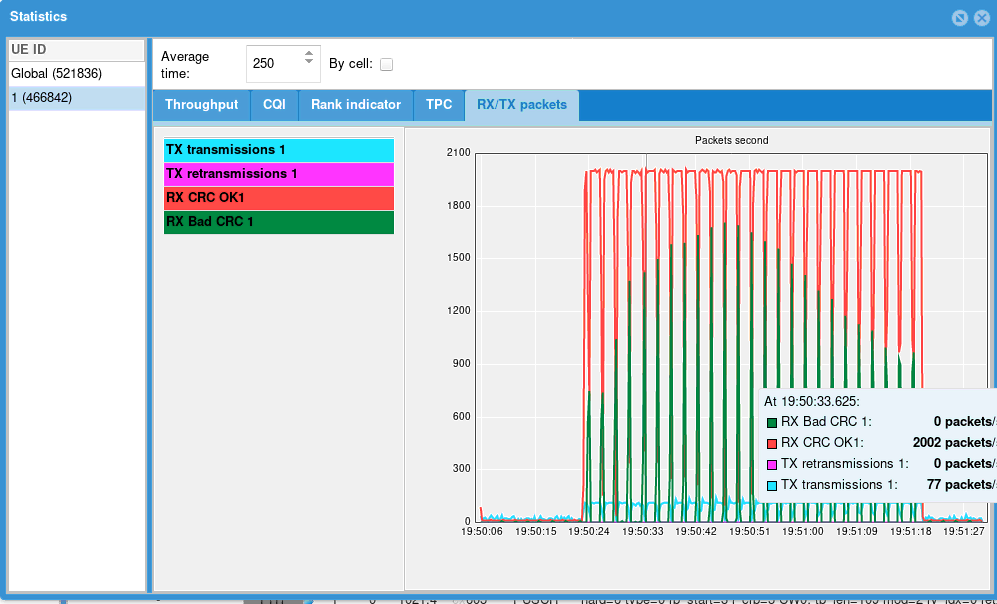 Statistics
UE ID
Global (521836)
1 (466842)
Average
time:
250
By cell:
Throughput
CQI
Rank indicator
TPC
RX/TX packets
TX transmissions 1
TX retransmissions 1
RX CRC OK1
RX Bad CRC 1
Packets second
2100
1800
1500
1200
900
600
300
0
At 19:50:33.625:
RX Bad CRC 1: 0 packets/
RX CRC OK1: 2002 packets/
TX retransmissions 1: 0 packets/
TX transmissions 1: 77 packets/
19:50:06 19:50:15 19:50:24 19:50:33 19:50:42 19:50:51 19:51:00 19:51:09 19:51:18 19:51:27